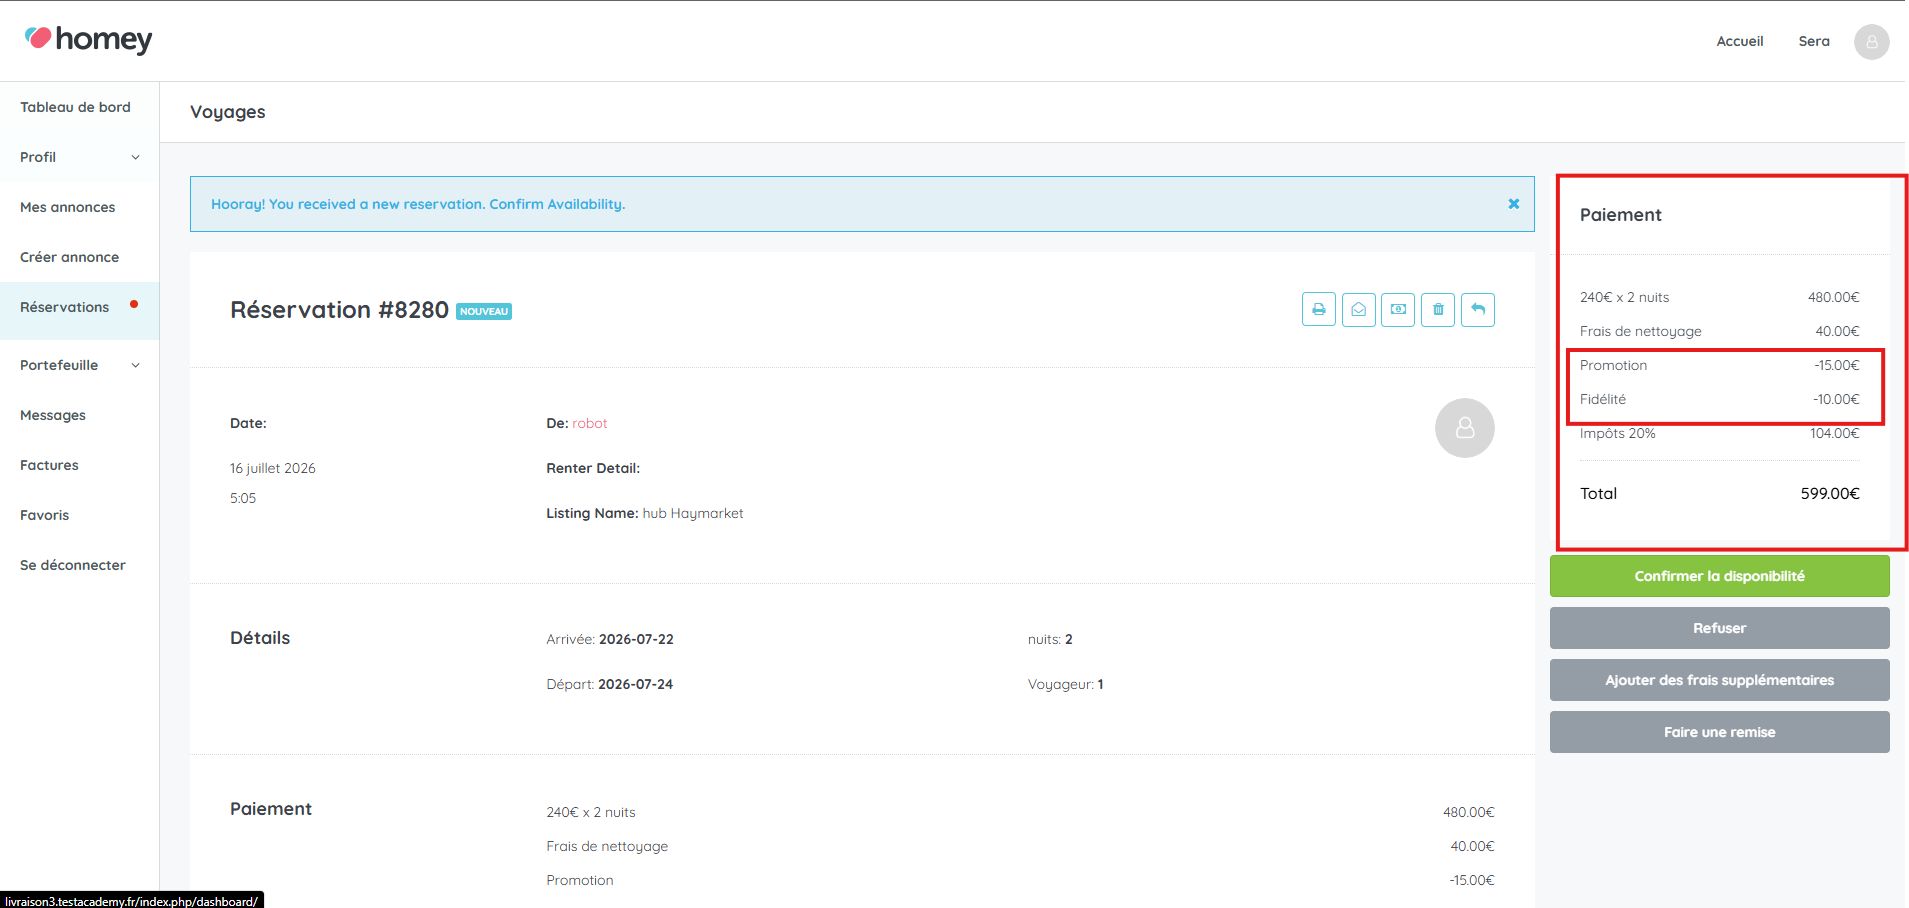 homey
Accueil
Sera
Tableau de bord
Profil
Mes annonces
Créer annonce
Réservations
Portefeuille
Messages
Factures
Favoris
Se déconnecter
Voyages
Hooray! You received a new reservation. Confirm Availability.
Réservation #8280 NOUVEAU
Date:
16 juillet 2026
5:05
De: robot
Renter Detail:
Listing Name: hub Haymarket
Détails
Arrivée: 2026-07-22
nuits: 2
Départ: 2026-07-24
Voyageur: 1
Paiement
240€ x 2 nuits 480.00€
Frais de nettoyage 40.00€
Promotion -15.00€
Paiement
240€ x 2 nuits 480.00€
Frais de nettoyage 40.00€
Promotion -15.00€
Fidélité -10.00€
Impôts 20% 104.00€
Total 599.00€
Confirmer la disponibilité
Refuser
Ajouter des frais supplémentaires
Faire une remise
livraison3.testacademy.fr/index.php/dashboard/